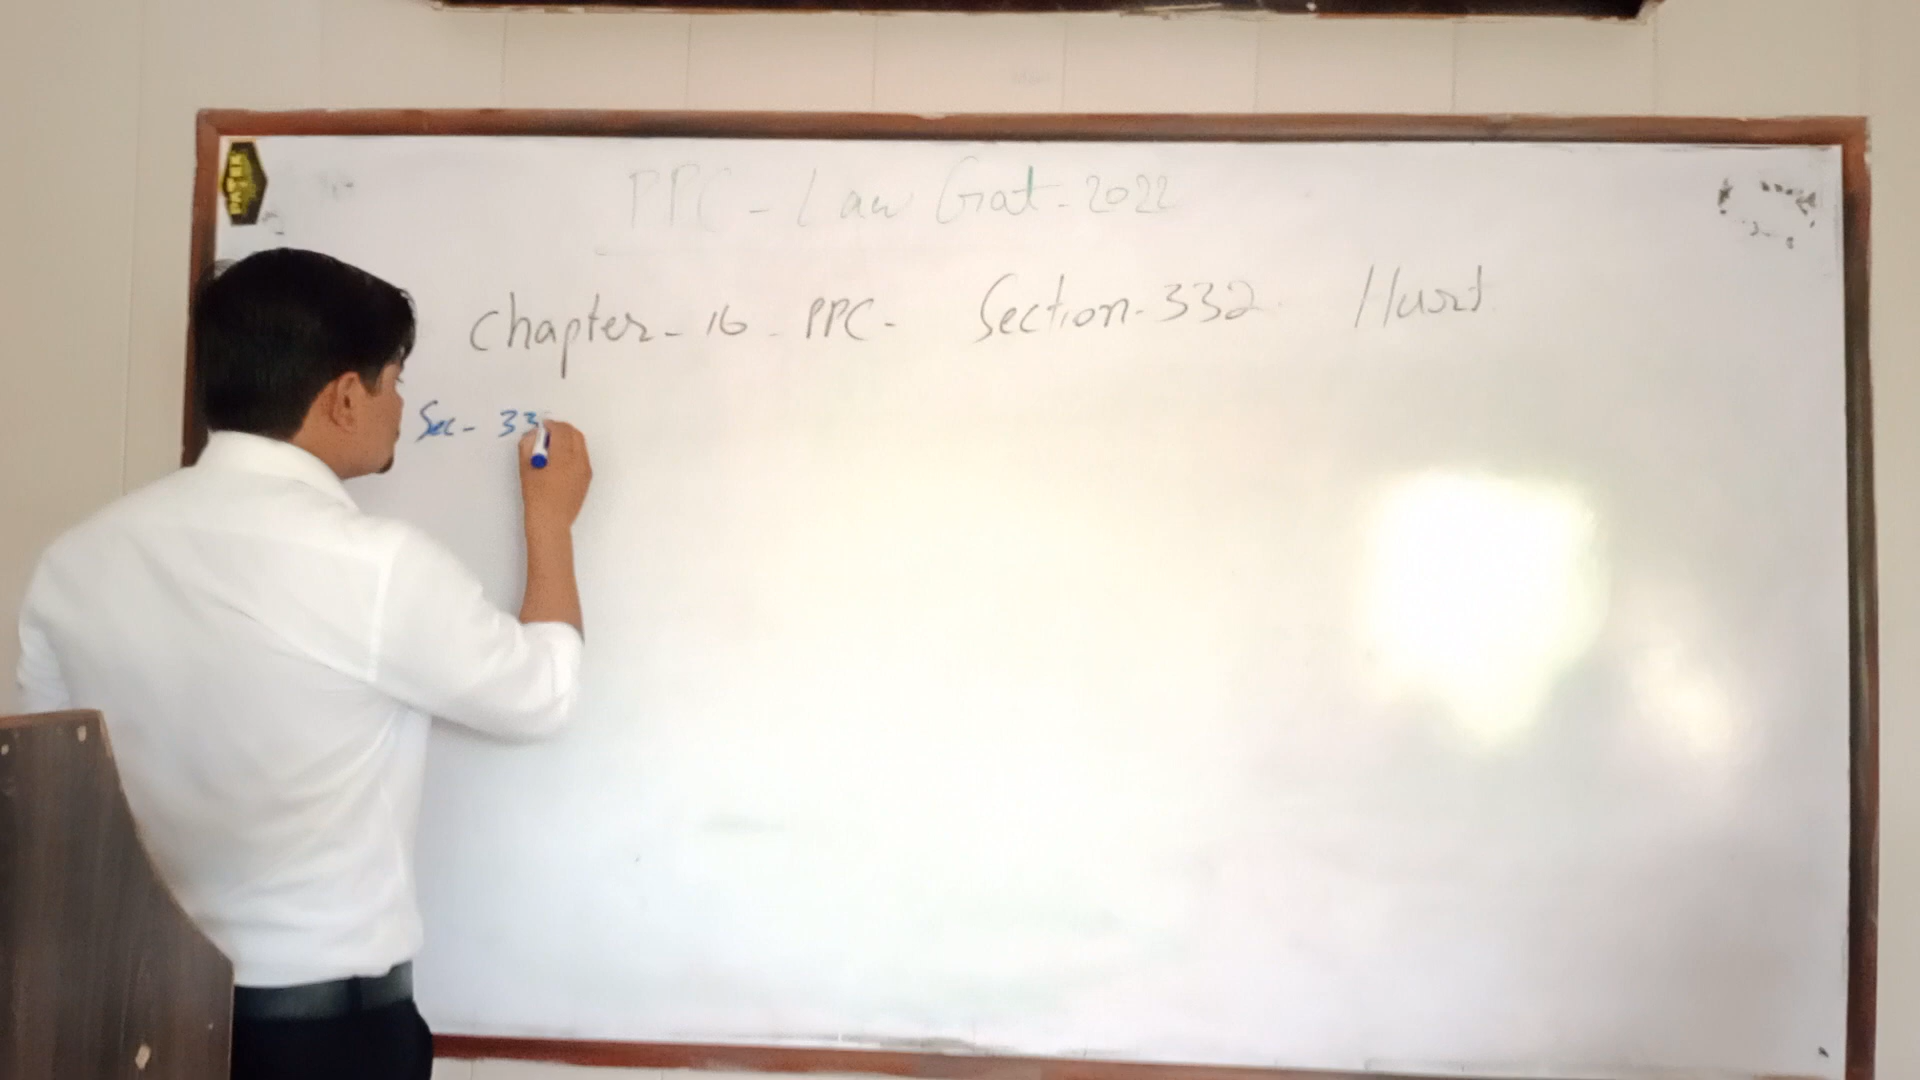 PPC - Law Gat - 2022
Chapter - 16 - PPC - Section - 332. Hurt
Sec - 33